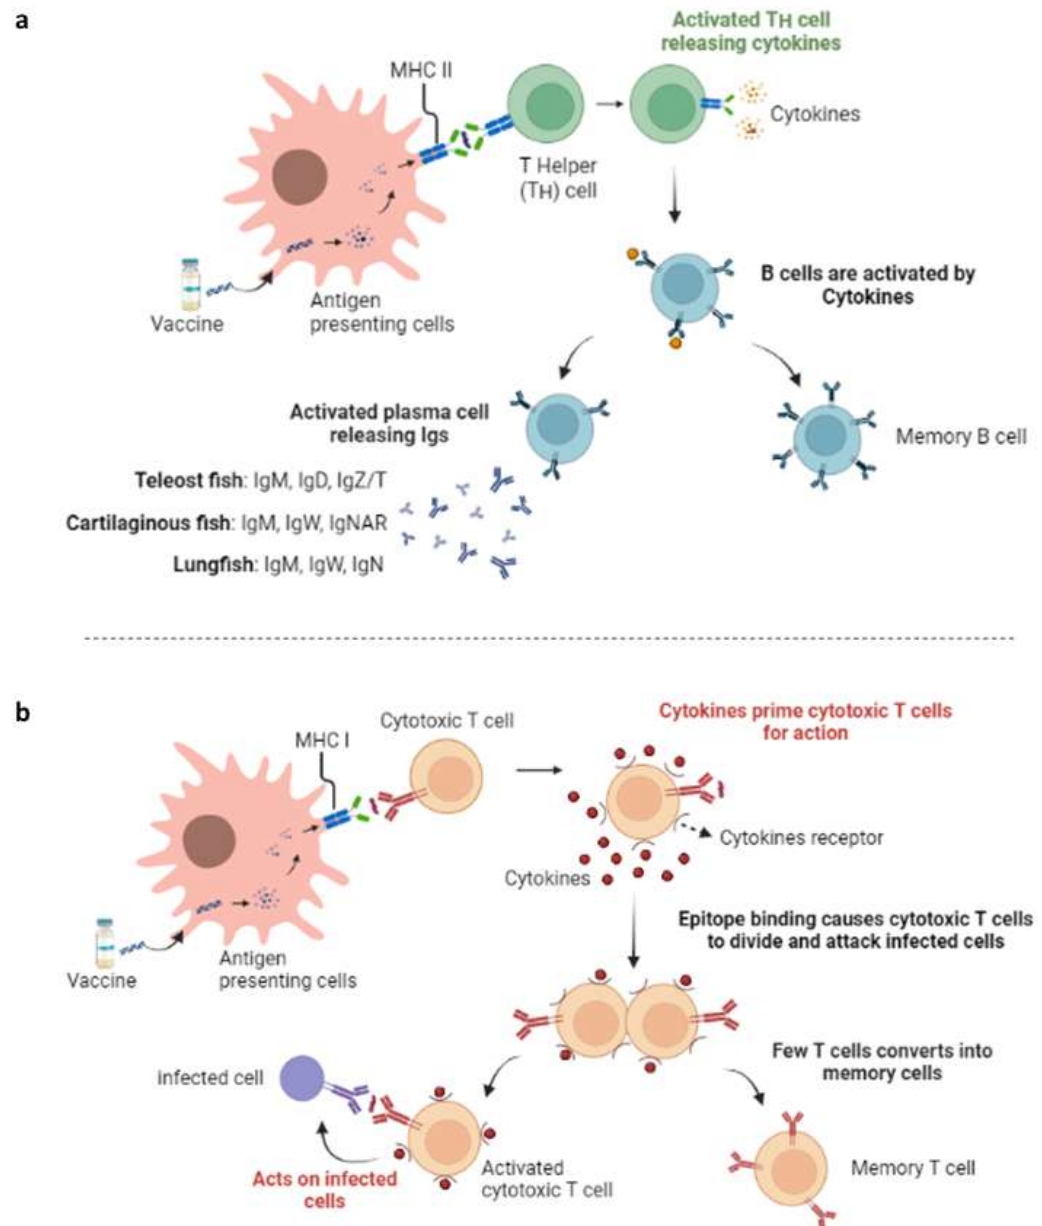 a
Activated TH cell
releasing cytokines
MHC II
Cytokines
T Helper
(TH) cell
B cells are activated by
Cytokines
Vaccine
Antigen
presenting cells
Activated plasma cell
releasing Igs
Memory B cell
Teleost fish: IgM, IgD, IgZ/T
Cartilaginous fish: IgM, IgW, IgNAR
Lungfish: IgM, IgW, IgN
b
Cytotoxic T cell
Cytokines prime cytotoxic T cells
for action
MHC I
Cytokines receptor
Cytokines
Epitope binding causes cytotoxic T cells
to divide and attack infected cells
Vaccine
Antigen
presenting cells
Few T cells converts into
memory cells
Infected cell
Acts on infected
cells
Activated
cytotoxic T cell
Memory T cell